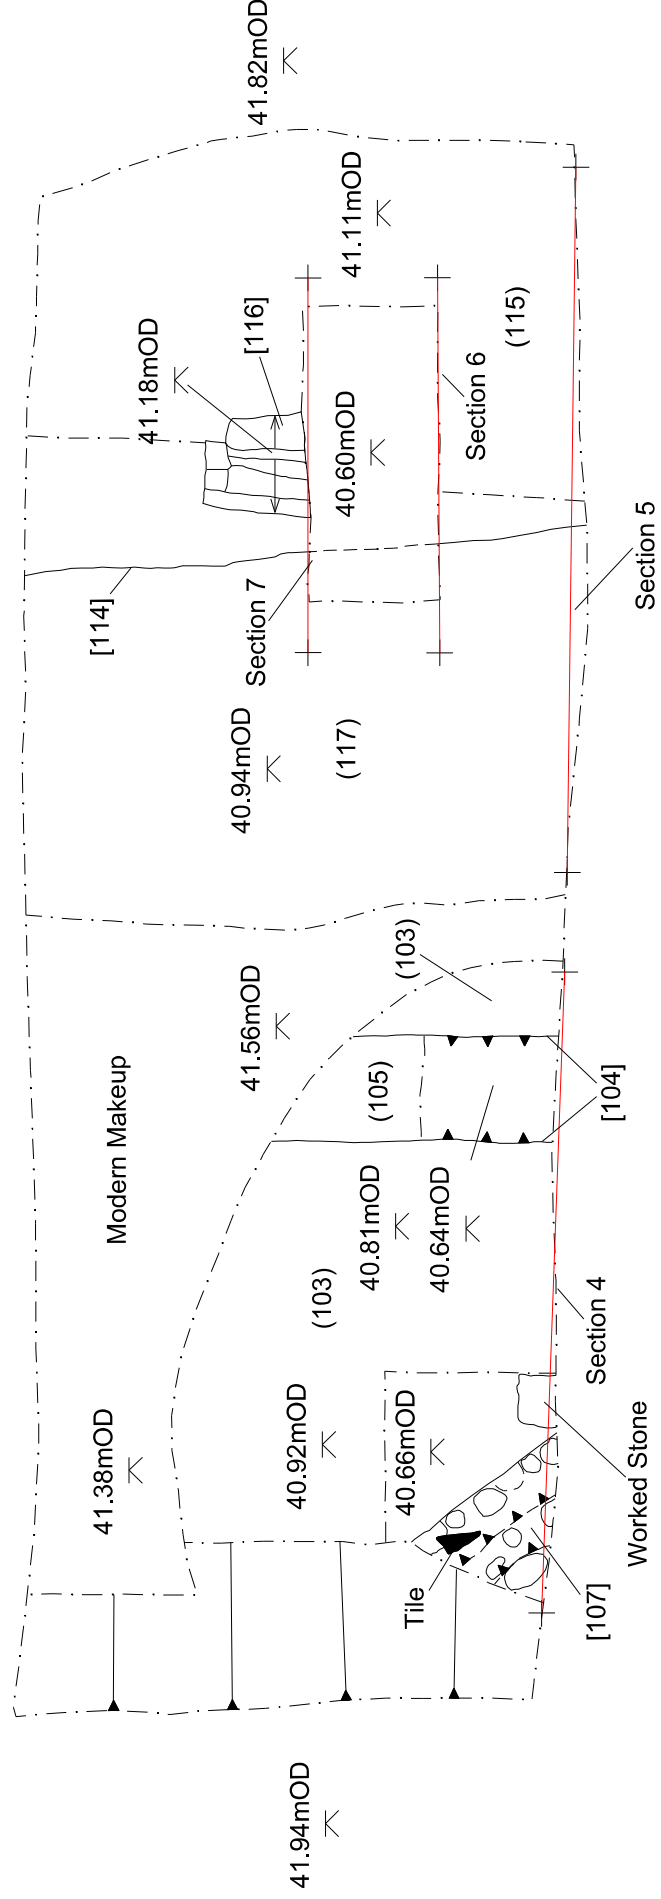 41.94mOD
41.38mOD
Modern Makeup
41.56mOD
40.94mOD
(117)
[114]
Section 7
41.18mOD
[116]
40.60mOD
41.11mOD
41.82mOD
Section 6
(115)
Section 5
(103)
(105)
[104]
40.81mOD
40.64mOD
(103)
40.92mOD
40.66mOD
Section 4
Worked Stone
Tile
[107]